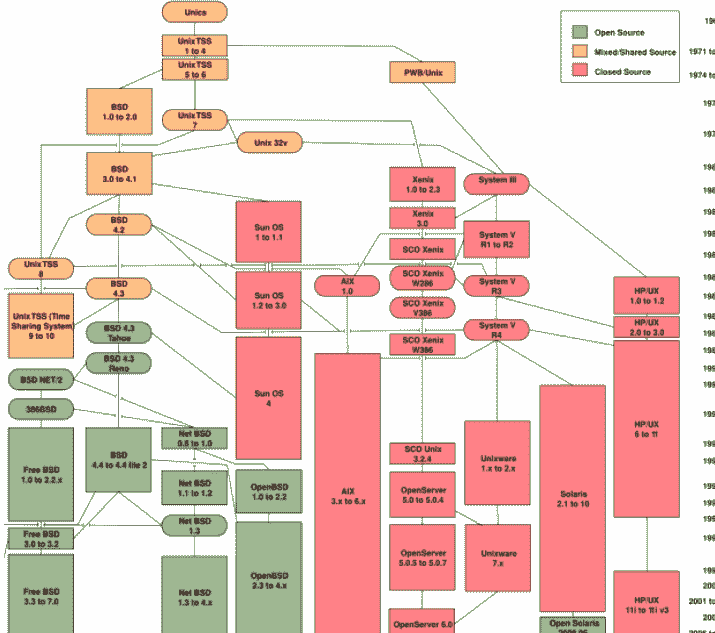 Unics
Open Source
Mixed/Shared Source
Closed Source
UnixTSS
1 to 4
1971 to
UnixTSS
5 to 6
PWB/Unix
1974 to
BSD
1.0 to 2.0
UnixTSS
7
Unix 32v
BSD
3.0 to 4.1
Xenix
1.0 to 2.3
System III
Xenix
3.0
BSD
4.2
Sun OS
1 to 1.1
System V
R1 to R2
SCO Xenix
UnixTSS
8
SCO Xenix
W286
AIX
1.0
System V
R3
BSD
4.3
Sun OS
1.2 to 3.0
HP/UX
1.0 to 1.2
SCO Xenix
V386
UnixTSS (Time
Sharing System)
9 to 10
HP/UX
2.0 to 3.0
BSD 4.3
Tahoe
System V
R4
SCO Xenix
W386
BSD 4.3
Reno
BSD NET/2
Sun OS
4
386BSD
HP/UX
6 to 11
Net BSD
0.8 to 1.0
BSD
4.4 to 4.4 lite 2
Free BSD
1.0 to 2.2.x
SCO Unix
3.2.4
Unixware
1.x to 2.x
Net BSD
1.1 to 1.2
OpenBSD
1.0 to 2.2
AIX
3.x to 6.x
OpenServer
5.0 to 5.0.4
Solaris
2.1 to 10
Net BSD
1.3
Free BSD
3.0 to 3.2
OpenServer
5.0.5 to 5.0.7
Unixware
7.x
OpenBSD
2.3 to 4.x
Free BSD
3.3 to 7.0
Net BSD
1.3 to 4.x
HP/UX
11i to 11i v3
2001 to
OpenServer 6.0
Open Solaris